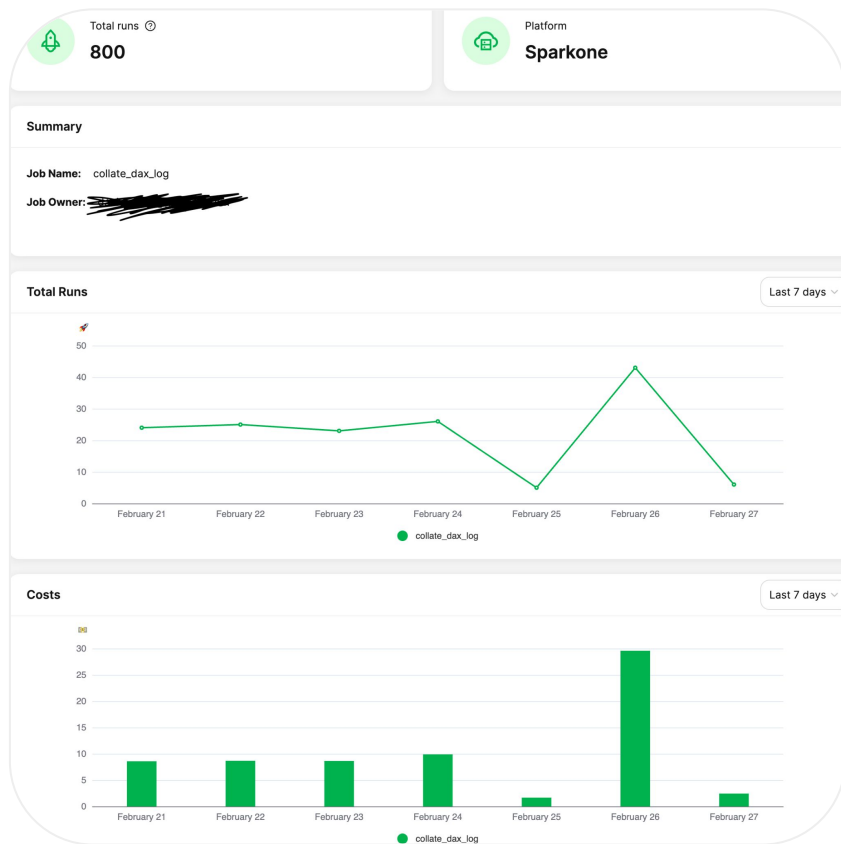 Total runs
800
Platform
Sparkone
Summary
Job Name: collate_dax_log
Job Owner:
Total Runs
Last 7 days
50
40
30
20
10
0
February 21 February 22 February 23 February 24 February 25 February 26 February 27
collate_dax_log
Costs
Last 7 days
30
25
20
15
10
5
0
February 21 February 22 February 23 February 24 February 25 February 26 February 27
collate_dax_log